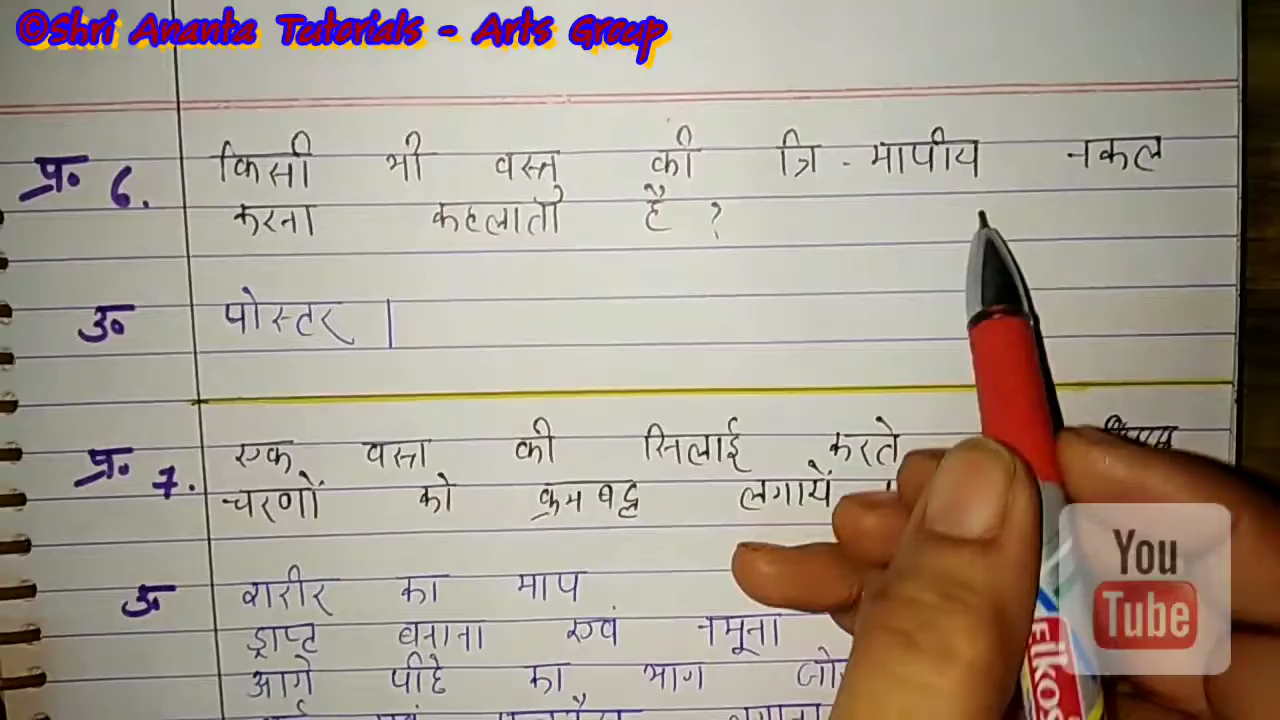 ©Shri Ananta Tutorials - Arts Group
प्र॰ 6. किसी भी वस्तु की त्रि-मापीय नकल
करना कहलाता है ?
उ॰ पोस्टर |
प्र॰ 7. एक वस्त्र की सिलाई करते
चरणों को क्रमबद्ध लगायें
उ॰ शरीर का माप
ड्राफ्ट बनाना एवं नमूना
आगे पीछे का भाग
You
Tube